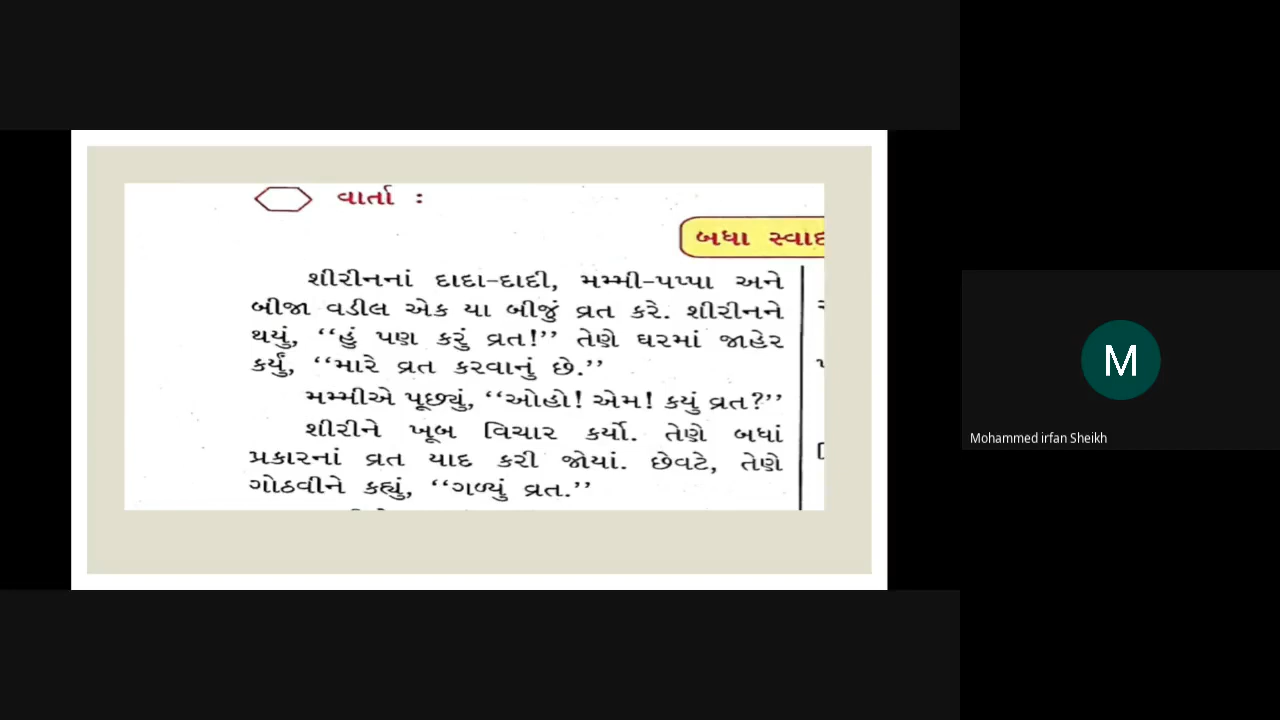 વાર્તા :
બધા સ્વાદ
શીરીનનાં દાદા-દાદી, મમ્મી-પપ્પા અને
બીજા વડીલ એક યા બીજું વ્રત કરે. શીરીનને
થયું, ‘‘હું પણ કરું વ્રત!’’ તેણે ઘરમાં જાહેર
કર્યું, ‘‘મારે વ્રત કરવાનું છે.’’
મમ્મીએ પૂછ્યું, ‘‘ઓહો! એમ! કયું વ્રત?’’
શીરીને ખૂબ વિચાર કર્યો. તેણે બધાં
પ્રકારનાં વ્રત યાદ કરી જોયાં. છેવટે, તેણે
ગોઠવીને કહ્યું, ‘‘ગળ્યું વ્રત.’’
M
Mohammed irfan Sheikh